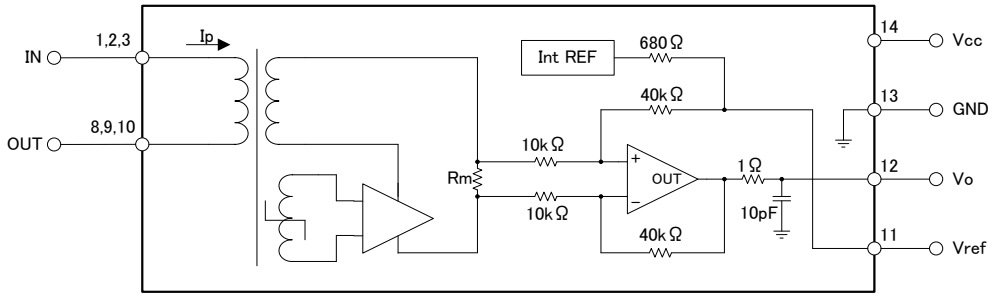 IN
1,2,3
Ip
OUT
8,9,10
Rm
Int REF
680Ω
40kΩ
10kΩ
10kΩ
+
OUT
−
40kΩ
1Ω
10pF
14
Vcc
13
GND
12
Vo
11
Vref